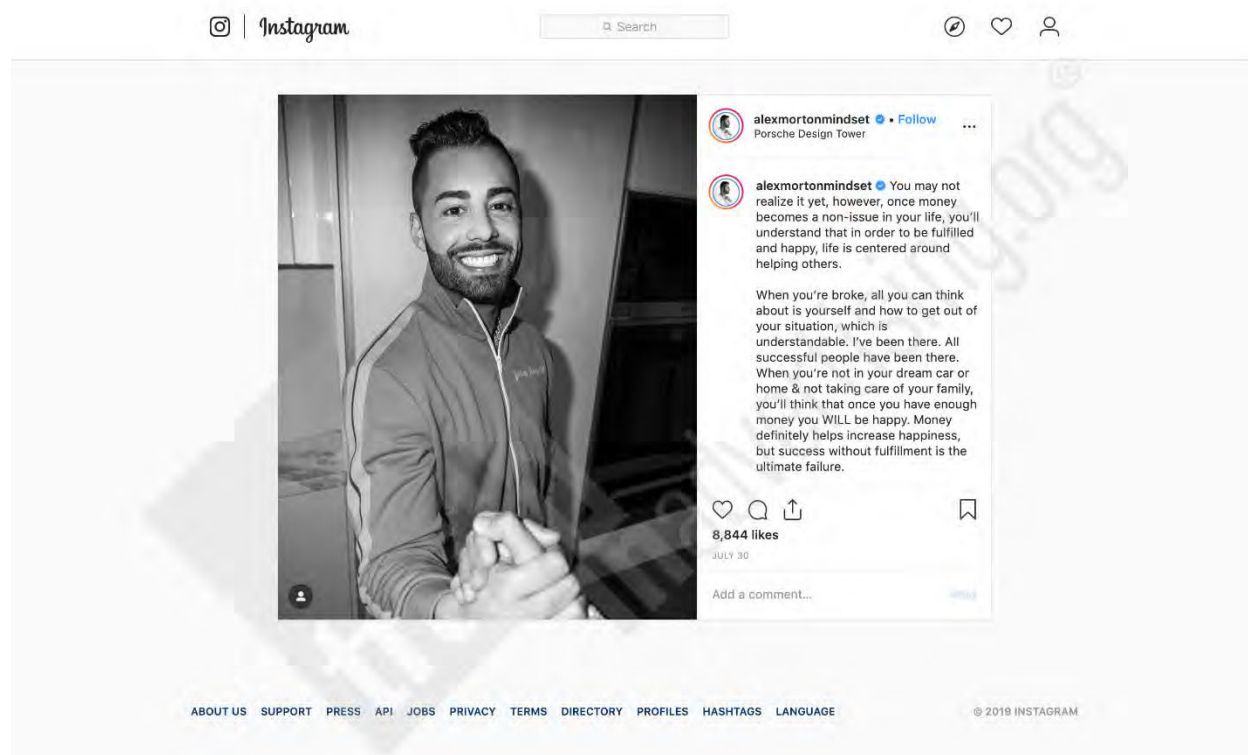 Instagram
Search
alexmortonmindset • Follow
Porsche Design Tower
alexmortonmindset You may not
realize it yet, however, once money
becomes a non-issue in your life, you'll
understand that in order to be fulfilled
and happy, life is centered around
helping others.
When you're broke, all you can think
about is yourself and how to get out of
your situation, which is
understandable. I've been there. All
successful people have been there.
When you're not in your dream car or
home & not taking care of your family,
you'll think that once you have enough
money you WILL be happy. Money
definitely helps increase happiness,
but success without fulfillment is the
ultimate failure.
8,844 likes
JULY 30
Add a comment...
ABOUT US SUPPORT PRESS API JOBS PRIVACY TERMS DIRECTORY PROFILES HASHTAGS LANGUAGE
© 2019 INSTAGRAM